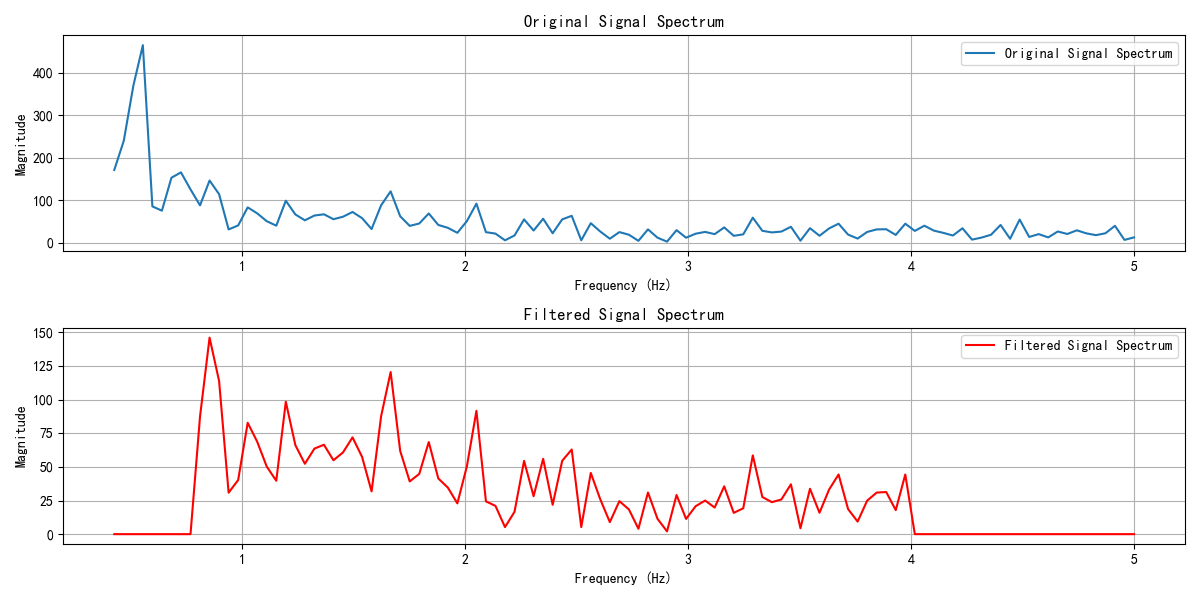 Original Signal Spectrum
Original Signal Spectrum
Magnitude
400
300
200
100
0
1 2 3 4 5
Frequency (Hz)
Filtered Signal Spectrum
Filtered Signal Spectrum
Magnitude
150
125
100
75
50
25
0
1 2 3 4 5
Frequency (Hz)